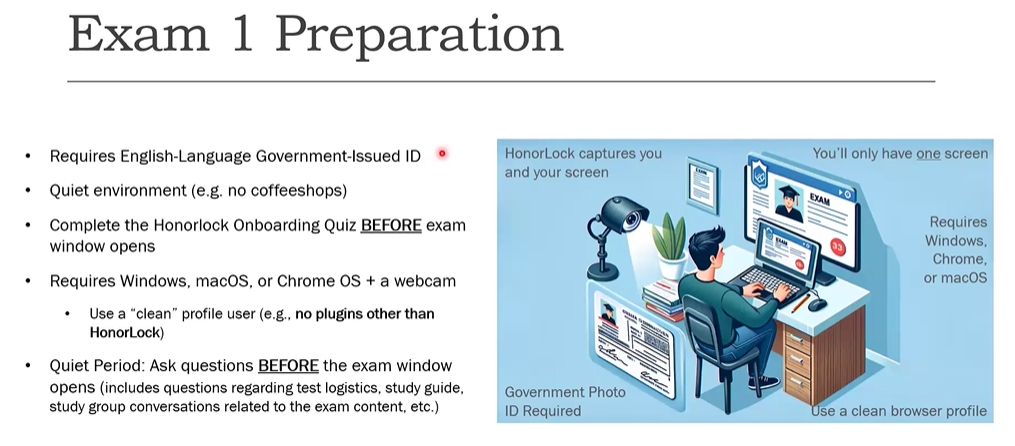 Exam 1 Preparation
Requires English-Language Government-Issued ID
Quiet environment (e.g. no coffeeshops)
Complete the Honorlock Onboarding Quiz BEFORE exam
window opens
Requires Windows, macOS, or Chrome OS + a webcam
Use a “clean” profile user (e.g., no plugins other than
HonorLock)
Quiet Period: Ask questions BEFORE the exam window
opens (includes questions regarding test logistics, study guide,
study group conversations related to the exam content, etc.)
HonorLock captures you
and your screen
You'll only have one screen
EXAM
33
Requires
Windows,
Chrome,
or macOS
Government Photo
ID Required
Use a clean browser profile